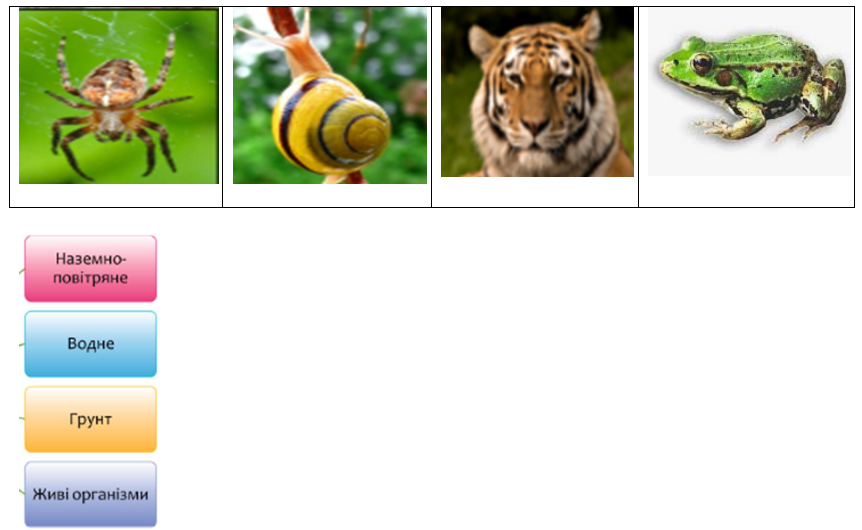 Наземно-
повітряне
Водне
Грунт
Живі організми